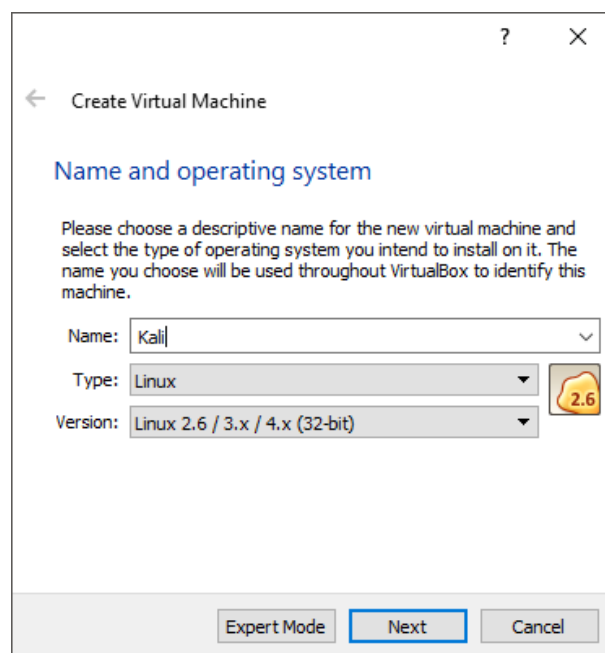 ?
Create Virtual Machine
Name and operating system
Please choose a descriptive name for the new virtual machine and
select the type of operating system you intend to install on it. The
name you choose will be used throughout VirtualBox to identify this
machine.
Name: Kali
Type: Linux
2.6
Version: Linux 2.6 / 3.x / 4.x (32-bit)
Expert Mode Next Cancel